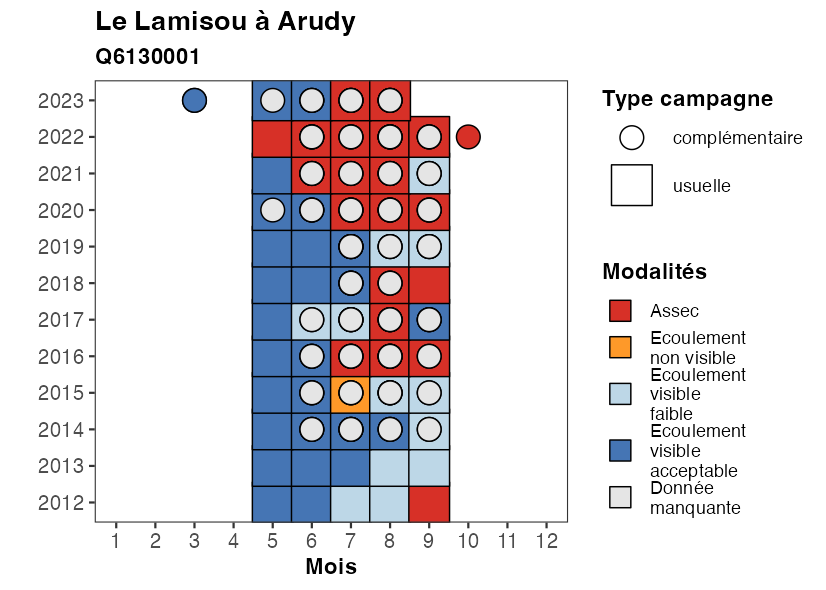 Le Lamisou à Arudy
Q6130001
2023
2022
2021
2020
2019
2018
2017
2016
2015
2014
2013
2012
1 2 3 4 5 6 7 8 9 10 11 12
Mois
Type campagne
complémentaire
usuelle
Modalités
Assec
Ecoulement
non visible
Ecoulement
visible
faible
Ecoulement
visible
acceptable
Donnée
manquante